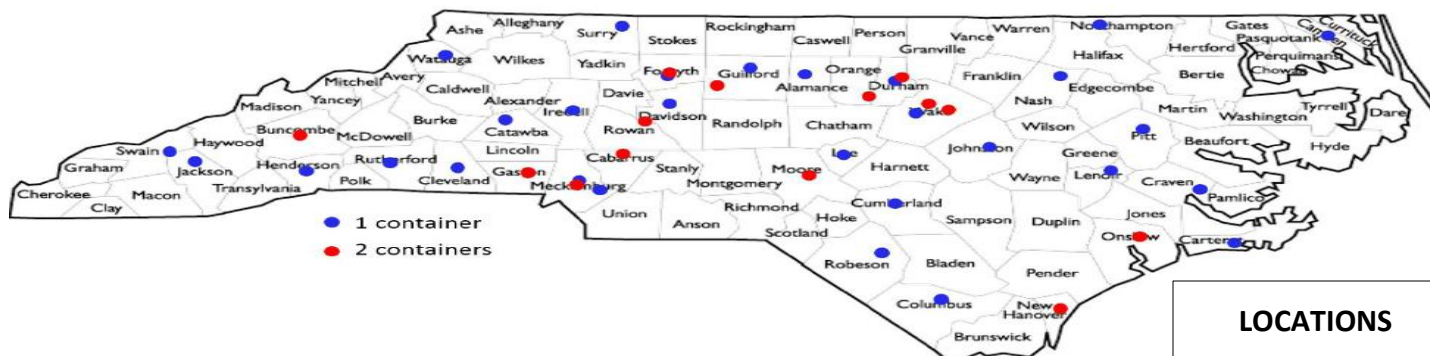 Ashe
Alleghany
Surry
Stokes
Rockingham
Caswell
Person
Granville
Vance
Warren
Northampton
Gates
Camden
Currituck
Pasquotank
Perquimans
Chowan
Hertford
Halifax
Bertie
Watauga
Wilkes
Yadkin
Forsyth
Guilford
Alamance
Orange
Durham
Franklin
Nash
Edgecombe
Martin
Washington
Tyrrell
Dare
Mitchell
Avery
Yancey
Madison
Caldwell
Alexander
Iredell
Davie
Davidson
Randolph
Chatham
Wake
Wilson
Pitt
Beaufort
Hyde
Buncombe
McDowell
Burke
Catawba
Rowan
Haywood
Swain
Graham
Jackson
Henderson
Rutherford
Lincoln
Cabarrus
Stanly
Montgomery
Moore
Lee
Harnett
Johnston
Greene
Wayne
Lenoir
Craven
Pamlico
Cherokee
Macon
Clay
Transylvania
Polk
Cleveland
Gaston
Mecklenburg
Union
Anson
Richmond
Scotland
Hoke
Cumberland
Sampson
Duplin
Jones
Onslow
Carteret
Robeson
Bladen
Pender
Columbus
New
Hanover
Brunswick
1 container
2 containers
LOCATIONS